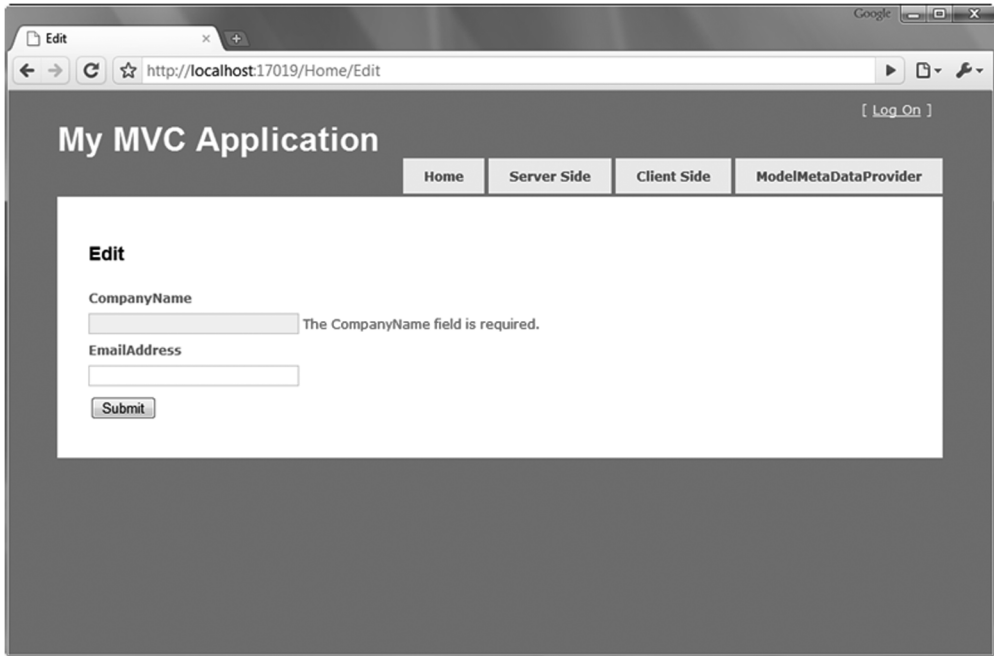 Google
Edit
http://localhost:17019/Home/Edit
[ Log On ]
My MVC Application
Home
Server Side
Client Side
ModelMetaDataProvider
Edit
CompanyName
The CompanyName field is required.
EmailAddress
Submit